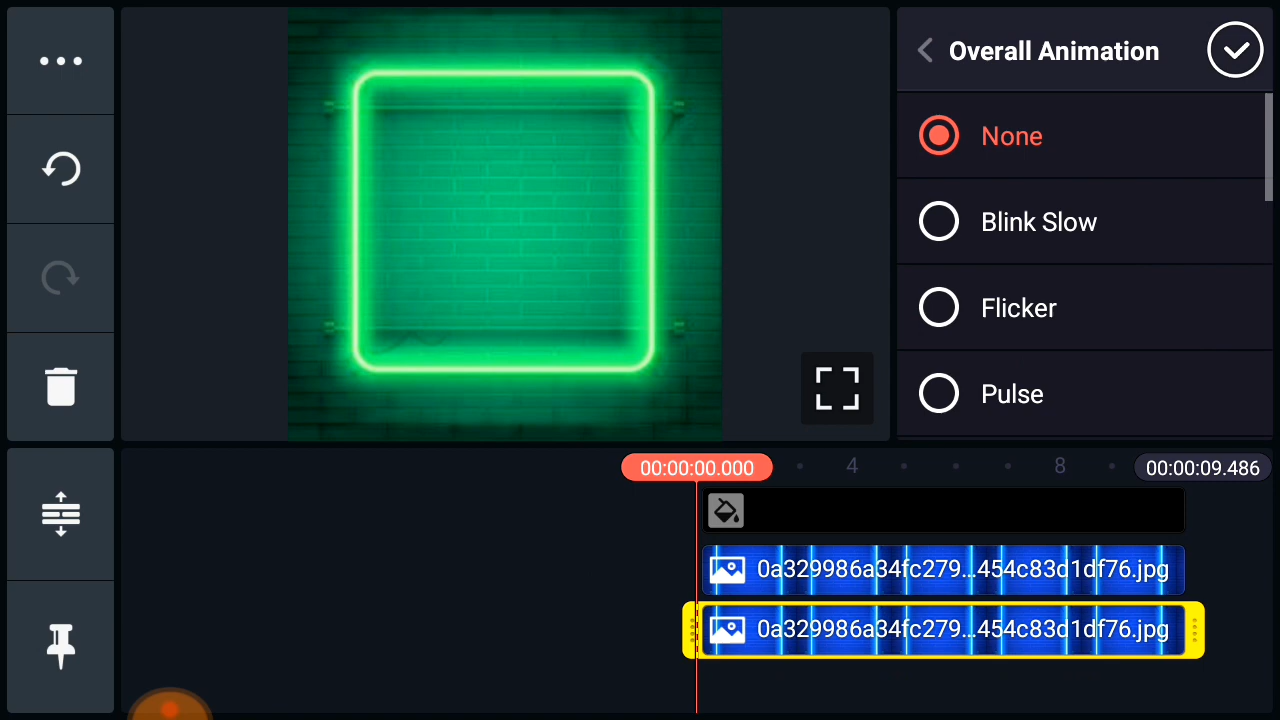 Overall Animation
None
Blink Slow
Flicker
Pulse
00:00:00.000
4
8
00:00:09.486
0a329986a34fc279...454c83d1df76.jpg
0a329986a34fc279...454c83d1df76.jpg